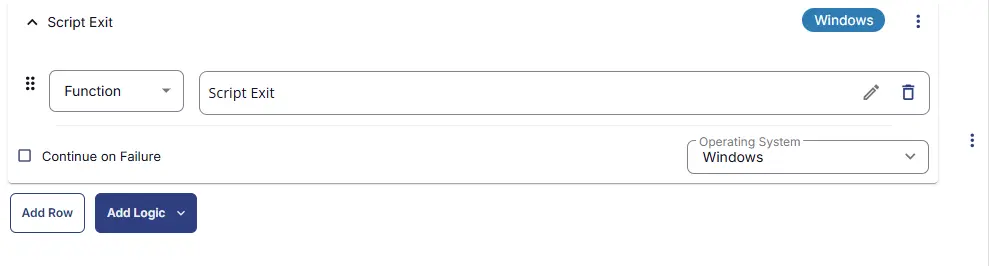 Script Exit
Windows
Function
Script Exit
Continue on Failure
Operating System
Windows
Add Row
Add Logic